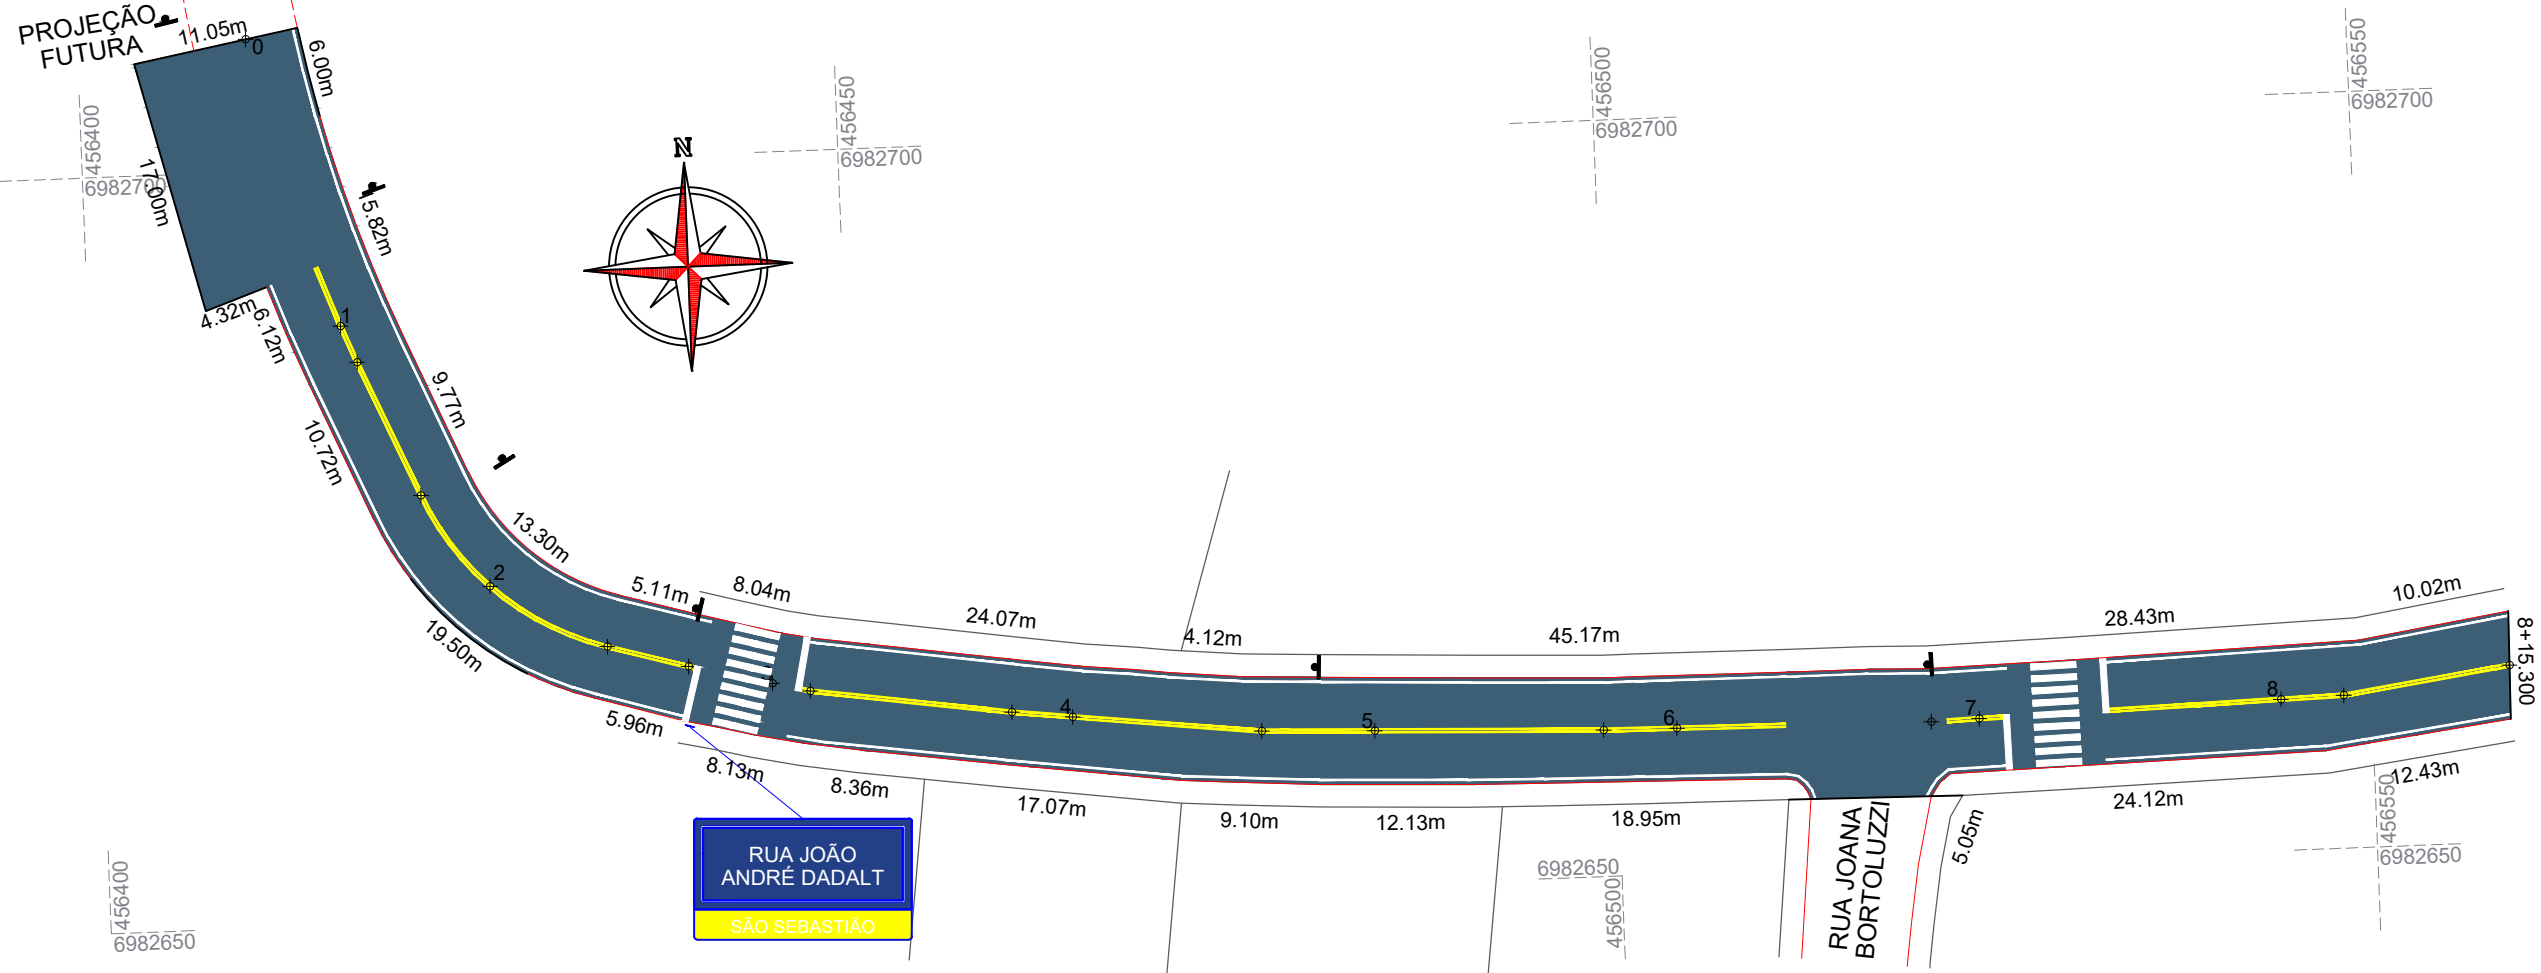 PROJEÇÃO
FUTURA
11.05m
0
6.00m
456400
6982700
17.00m
15.82m
4.32m
6.12m
1
9.77m
10.72m
N
456450
6982700
456500
6982700
456550
6982700
13.30m
2
19.50m
5.11m
8.04m
5.96m
8.13m
24.07m
4.12m
45.17m
28.43m
10.02m
8+15.300
4
5
6
7
8
8.36m
17.07m
9.10m
12.13m
18.95m
5.05m
24.12m
12.43m
RUA JOÃO
ANDRÉ DADALT
SÃO SEBASTIÃO
RUA JOANA
BORTOLUZZI
456400
6982650
6982650
456500
456550
6982650